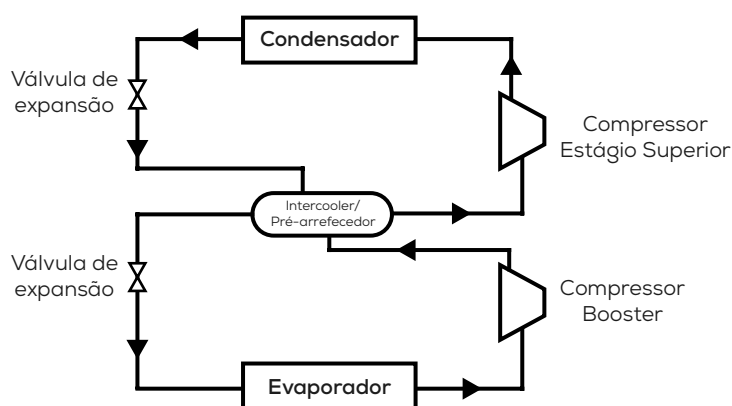 Condensador
Válvula de
expansão
Compressor
Estágio Superior
Intercooler/
Pré-arrefecedor
Válvula de
expansão
Compressor
Booster
Evaporador